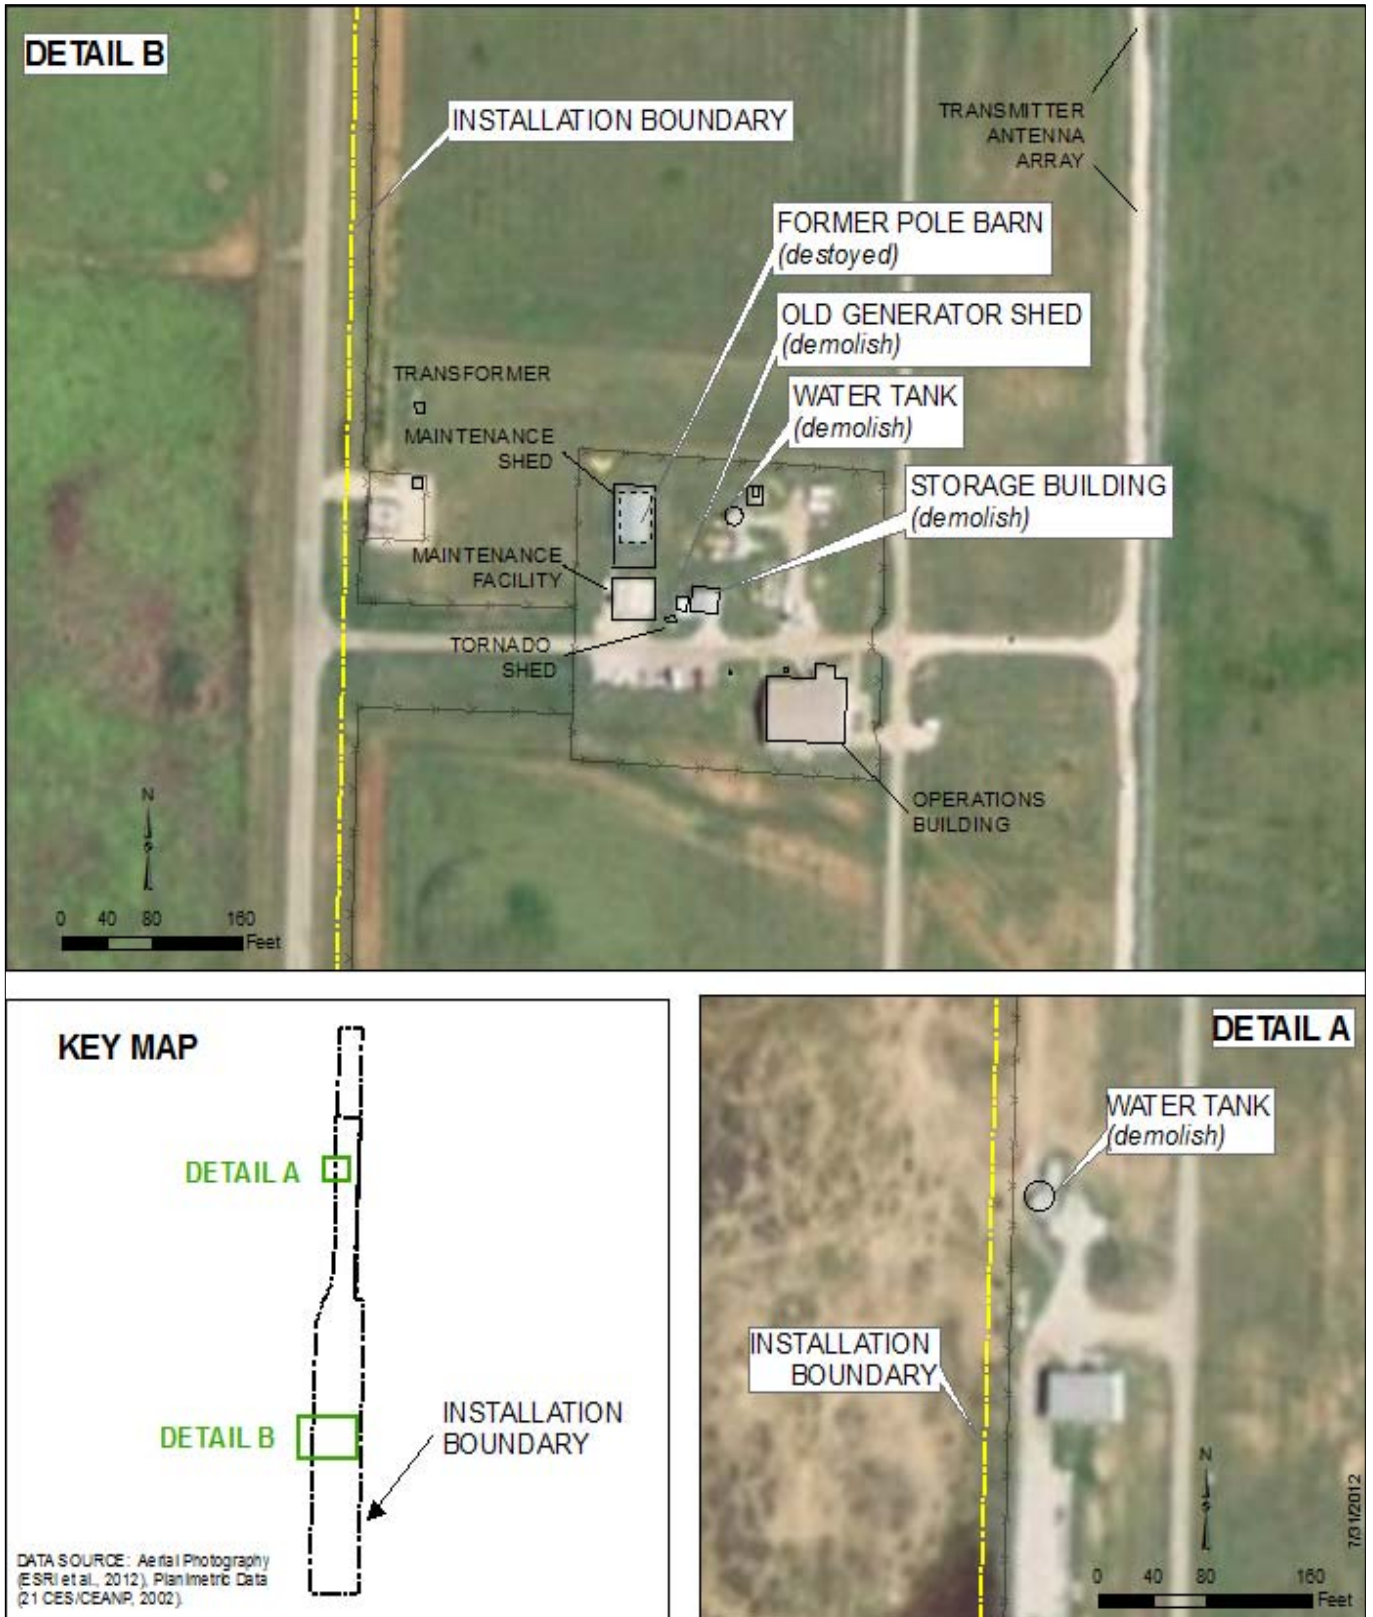 DETAIL B
INSTALLATION BOUNDARY
TRANSMITTER
ANTENNA
ARRAY
FORMER POLE BARN
(destoyed)
OLD GENERATOR SHED
(demolish)
TRANSFORMER
WATER TANK
(demolish)
MAINTENANCE
SHED
STORAGE BUILDING
(demolish)
MAINTENANCE
FACILITY
TORNADO
SHED
OPERATIONS
BUILDING
N
0 40 80 160
Feet
KEY MAP
DETAIL A
DETAIL B
INSTALLATION
BOUNDARY
DATA SOURCE: Aerial Photography
(ESRI et al., 2012), Planimetric Data
(21 CES/CEANP, 2002).
DETAIL A
WATER TANK
(demolish)
INSTALLATION
BOUNDARY
N
7/31/2012
0 40 80 160
Feet